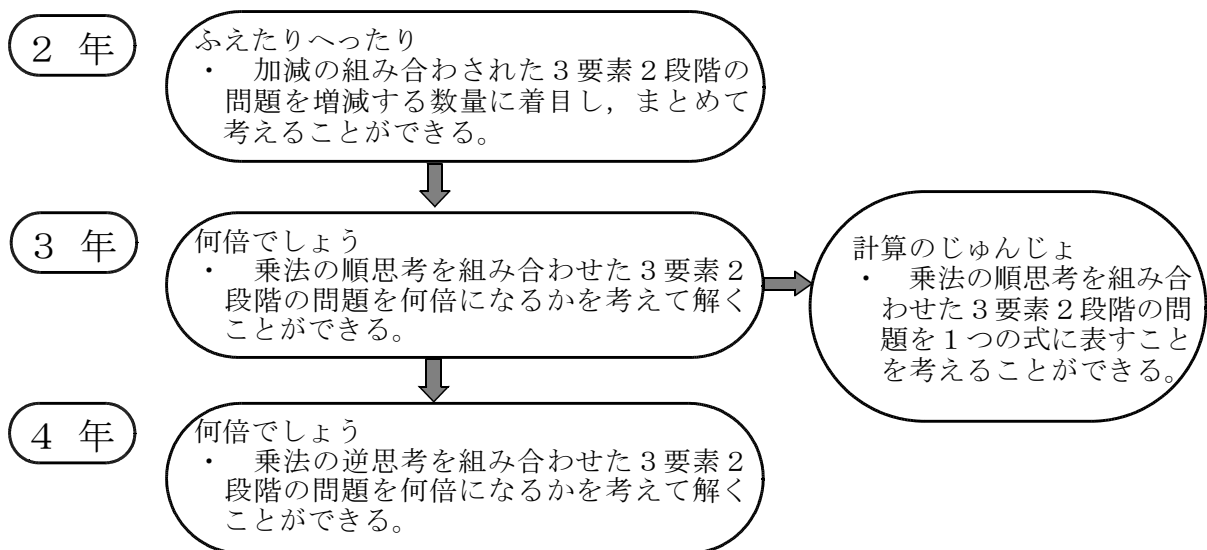 ２　年
ふえたりへったり
・　加減の組み合わされた３要素２段階の
問題を増減する数量に着目し，まとめて
考えることができる。
３　年
何倍でしょう
・　乗法の順思考を組み合わせた３要素２
段階の問題を何倍になるかを考えて解く
ことができる。
計算のじゅんじょ
・　乗法の順思考を組み合
わせた３要素２段階の問
題を１つの式に表すこと
を考えることができる。
４　年
何倍でしょう
・　乗法の逆思考を組み合わせた３要素２
段階の問題を何倍になるかを考えて解く
ことができる。